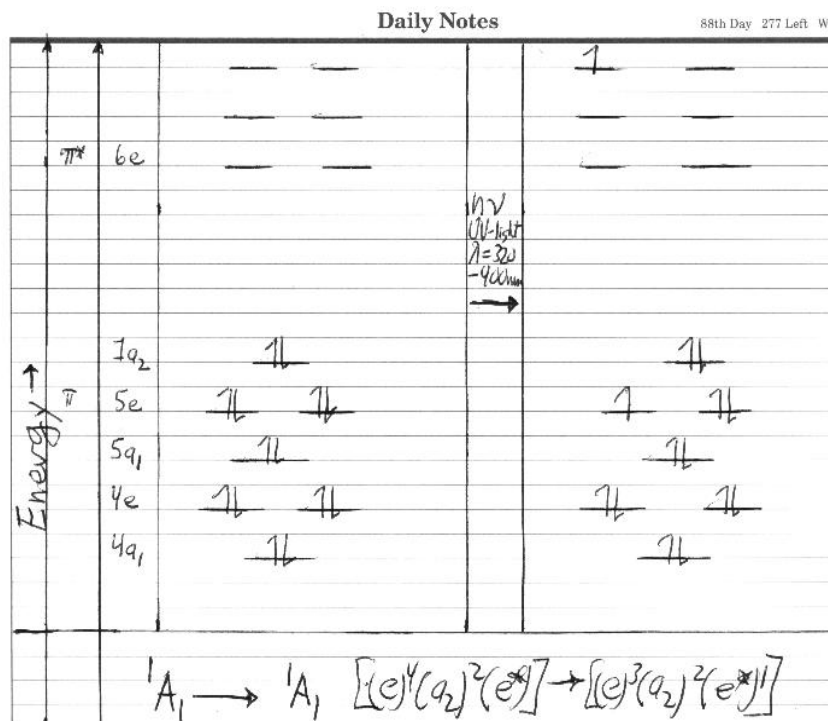 Daily Notes
88th Day 277 Left W
π* 6e
hν
UV-light
λ=320
-400nm
→
1a₂
π 5e
5a₁
4e
4a₁
Energy →
¹A₁ → ¹A₁ [(e)⁴(a₂)²(e*)] → [(e)³(a₂)²(e*)¹]